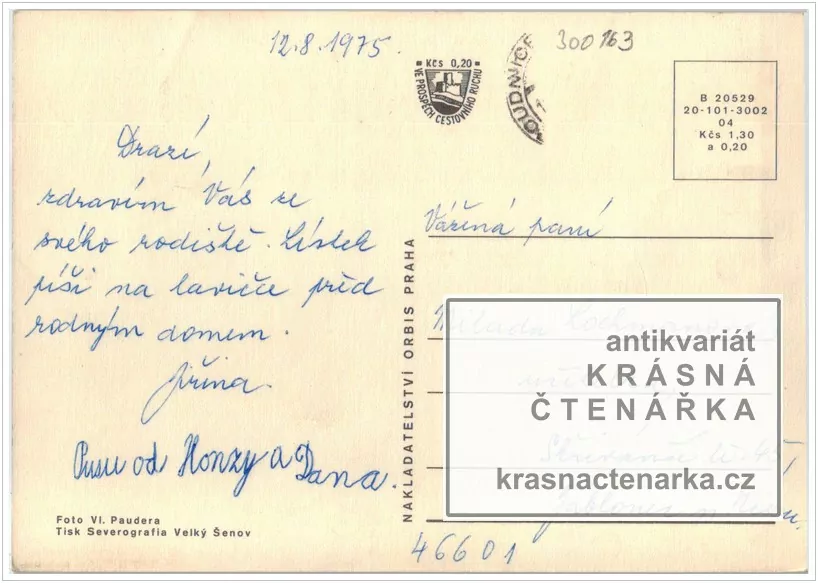 12.8.1975.
300163
Kčs 0,20
VE PROSPĚCH CESTOVNÍHO RUCHU
OUDNICE
B 20529
20-101-3002
04
Kčs 1,30
a 0,20
Drazí,
zdravím Vás ze
svého rodiště. Lístek
píši na lavičce před
rodným domem.
Jiřina.
Pusu od Honzy a Dana.
Foto Vl. Paudera
Tisk Severografia Velký Šenov
NAKLADATELSTVÍ ORBIS PRAHA
Vážená paní
Milada
antikvariát
KRÁSNÁ
ČTENÁŘKA
krasnactenarka.cz
Jablonec n
46601